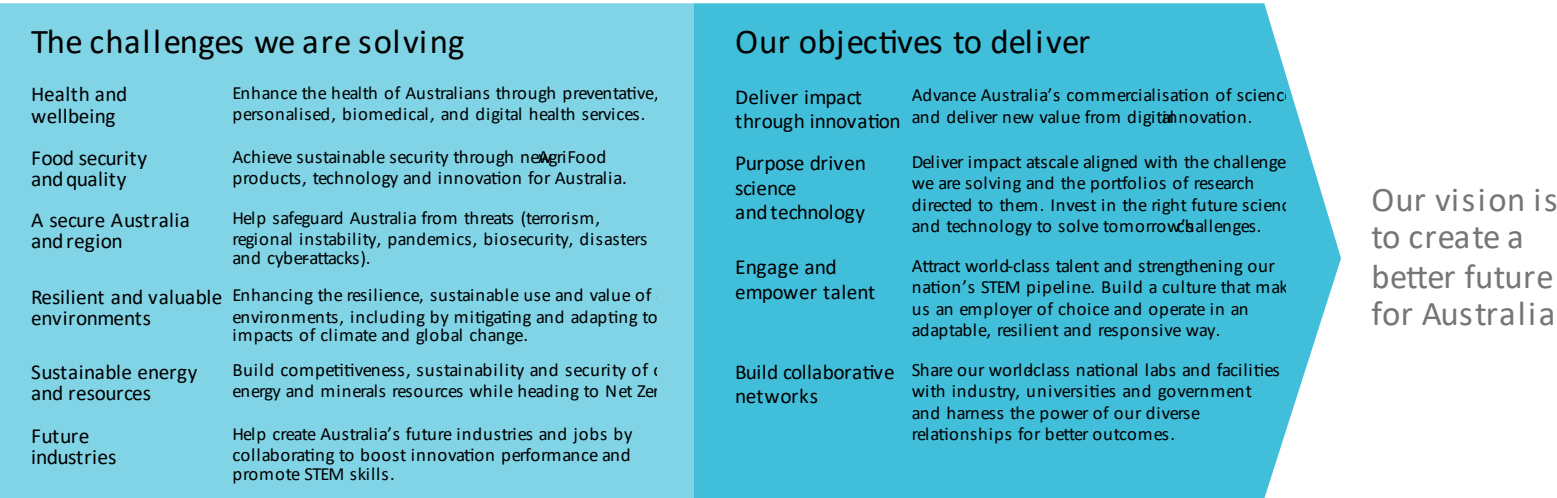 The challenges we are solving
Health and
wellbeing
Enhance the health of Australians through preventative,
personalised, biomedical, and digital health services.
Food security
and quality
Achieve sustainable security through new AgriFood
products, technology and innovation for Australia.
A secure Australia
and region
Help safeguard Australia from threats (terrorism,
regional instability, pandemics, biosecurity, disasters
and cyber-attacks).
Resilient and valuable
environments
Enhancing the resilience, sustainable use and value of
environments, including by mitigating and adapting to
impacts of climate and global change.
Sustainable energy
and resources
Build competitiveness, sustainability and security of
energy and minerals resources while heading to Net Zer
Future
industries
Help create Australia's future industries and jobs by
collaborating to boost innovation performance and
promote STEM skills.
Our objectives to deliver
Deliver impact
through innovation
Advance Australia's commercialisation of scienc
and deliver new value from digital innovation.
Purpose driven
science
and technology
Deliver impact at scale aligned with the challenge
we are solving and the portfolios of research
directed to them. Invest in the right future scienc
and technology to solve tomorrow's challenges.
Engage and
empower talent
Attract world-class talent and strengthening our
nation's STEM pipeline. Build a culture that mak
us an employer of choice and operate in an
adaptable, resilient and responsive way.
Build collaborative
networks
Share our world-class national labs and facilities
with industry, universities and government
and harness the power of our diverse
relationships for better outcomes.
Our vision is
to create a
better future
for Australia